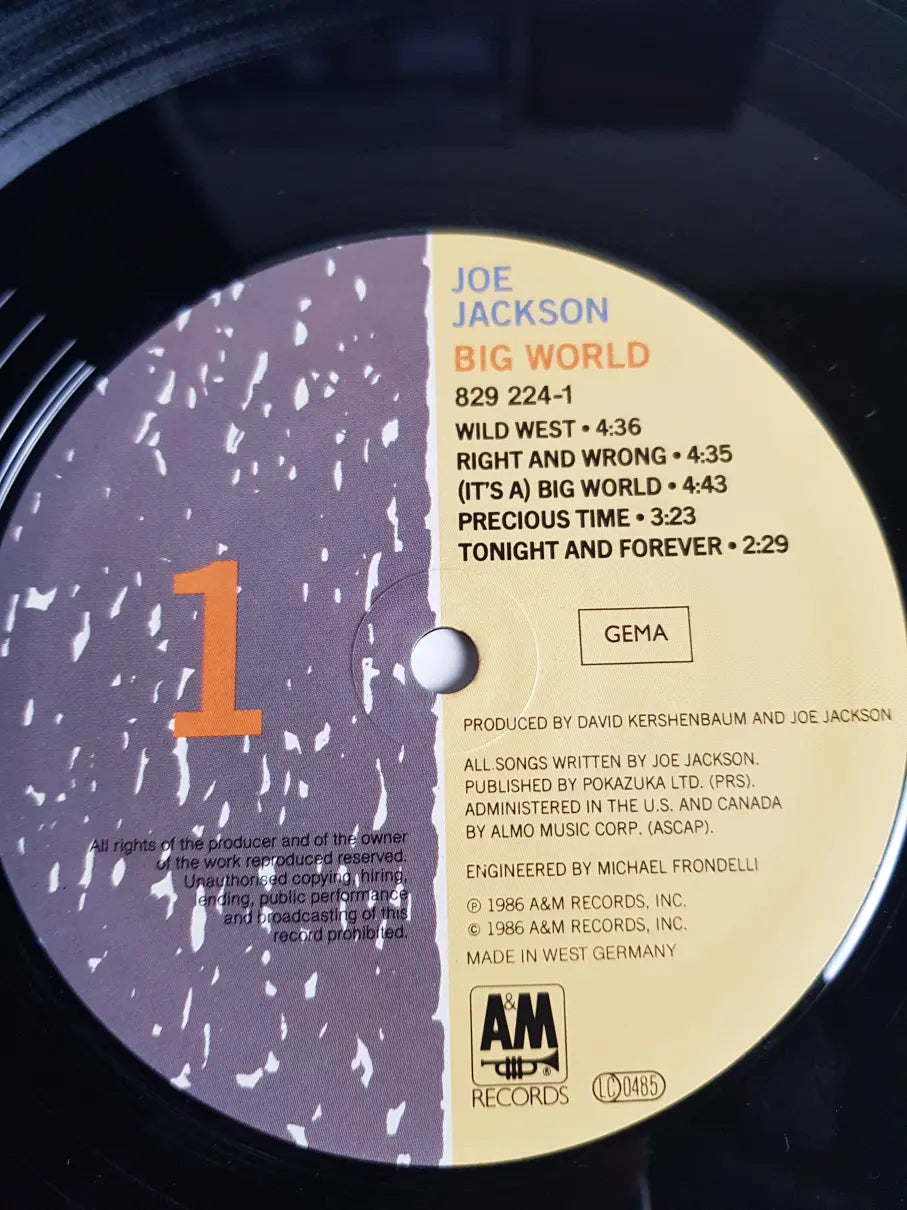 JOE
JACKSON
BIG WORLD
829 224-1
WILD WEST • 4:36
RIGHT AND WRONG • 4:35
(IT'S A) BIG WORLD • 4:43
PRECIOUS TIME • 3:23
TONIGHT AND FOREVER • 2:29
GEMA
1
PRODUCED BY DAVID KERSHENBAUM AND JOE JACKSON
ALL SONGS WRITTEN BY JOE JACKSON.
PUBLISHED BY POKAZUKA LTD. (PRS).
ADMINISTERED IN THE U.S. AND CANADA
BY ALMO MUSIC CORP. (ASCAP).
ENGINEERED BY MICHAEL FRONDELLI
℗ 1986 A&M RECORDS, INC.
© 1986 A&M RECORDS, INC.
MADE IN WEST GERMANY
All rights of the producer and of the owner
of the work reproduced reserved.
Unauthorised copying, hiring,
lending, public performance
and broadcasting of this
record prohibited.
A&M
®
RECORDS
LC 0485